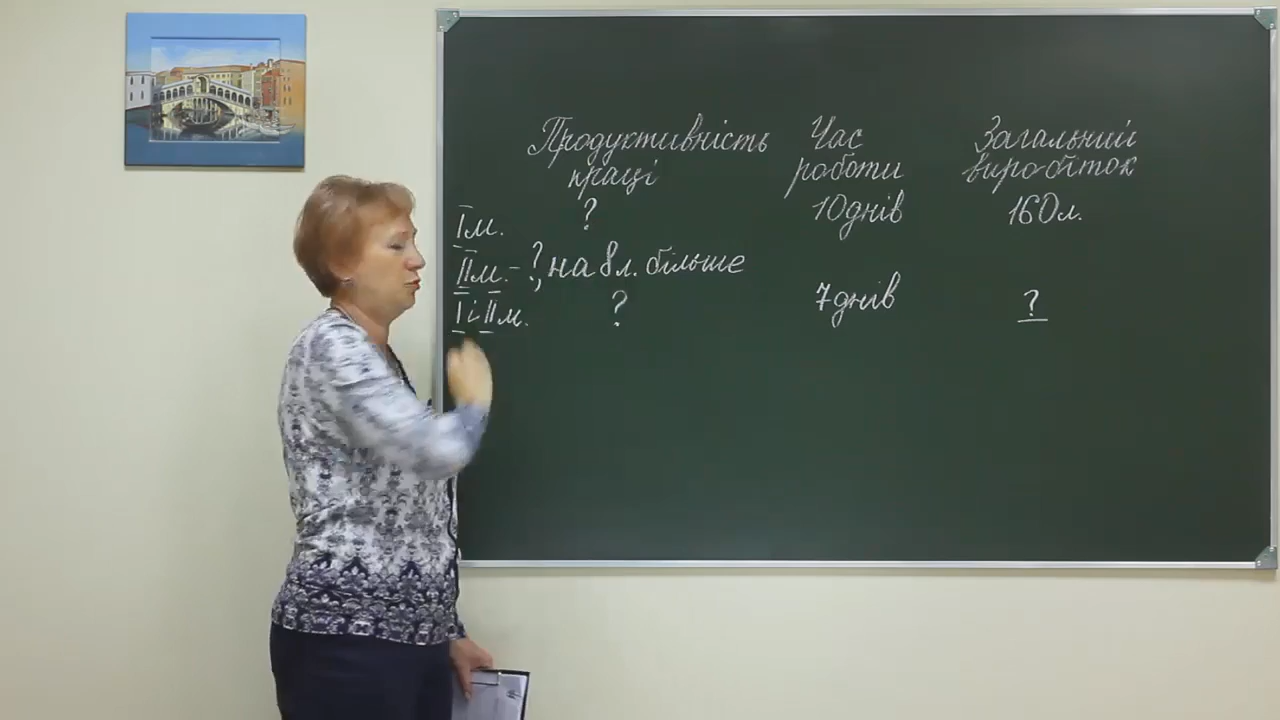 Продуктивність праці
Час роботи
Загальний виробіток
І м. ? 10 днів 160 л.
ІІ м. - ?, на 8 л. більше
І і ІІ м. ? 7 днів ?